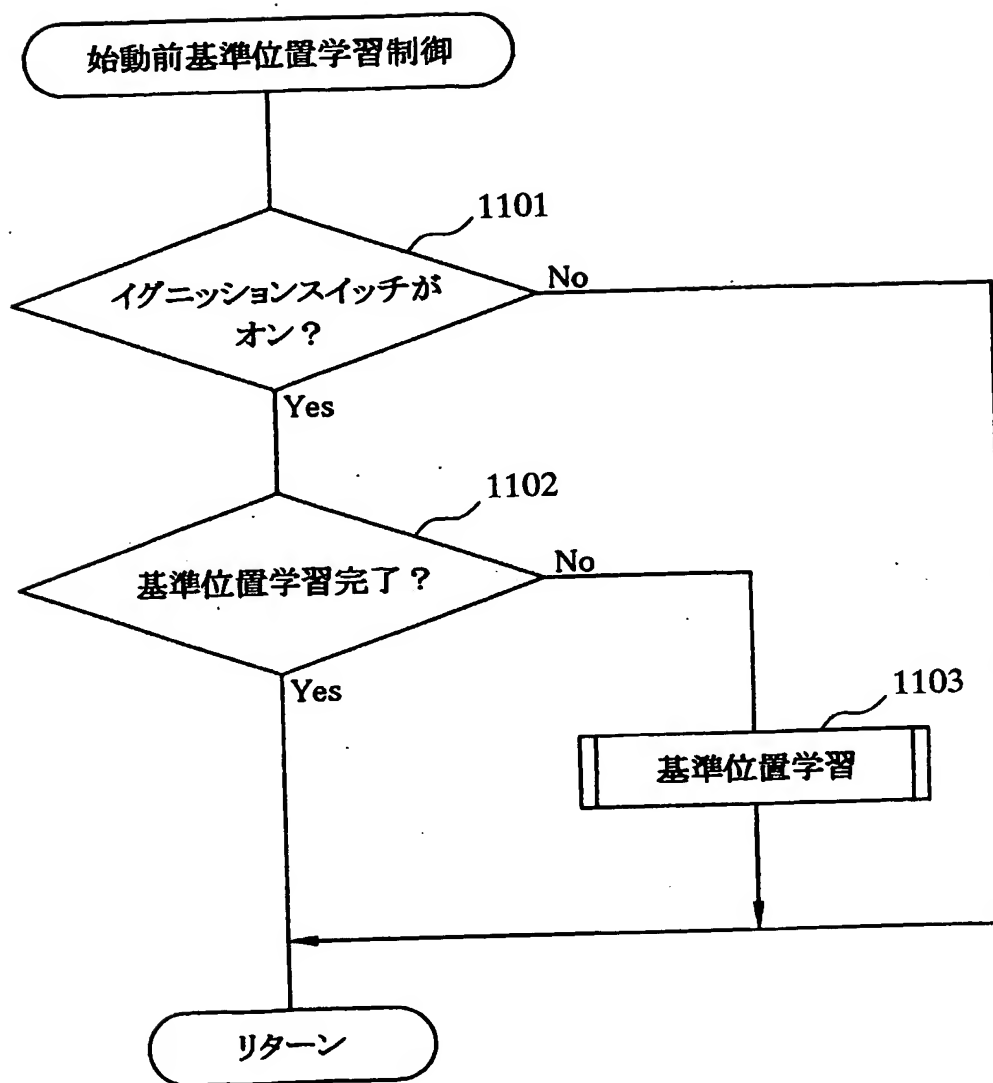 始動前基準位置学習制御
1101
イグニッションスイッチが
オン？
No
Yes
1102
基準位置学習完了？
No
Yes
1103
基準位置学習
リターン